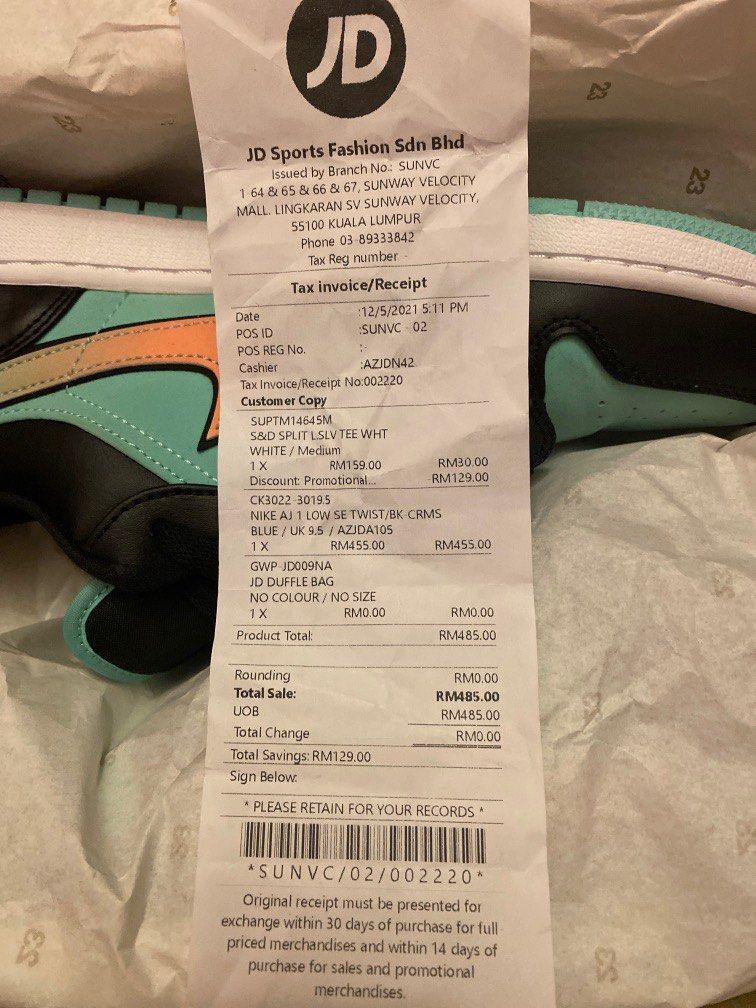 JD
JD Sports Fashion Sdn Bhd
Issued by Branch No.: SUNVC
1-64 & 65 & 66 & 67, SUNWAY VELOCITY
MALL. LINGKARAN SV SUNWAY VELOCITY,
55100 KUALA LUMPUR
Phone 03-89333842
Tax Reg number -
Tax invoice/Receipt
Date :12/5/2021 5:11 PM
POS ID :SUNVC - 02
POS REG No. :-
Cashier :AZJDN42
Tax Invoice/Receipt No:002220
Customer Copy
SUPTM14645M
S&D SPLIT LSLV TEE WHT
WHITE / Medium
1 X RM159.00 RM30.00
Discount: Promotional... -RM129.00
CK3022-3019.5
NIKE AJ 1 LOW SE TWIST/BK-CRMS
BLUE / UK 9.5 / AZJDA105
1 X RM455.00 RM455.00
GWP-JD009NA
JD DUFFLE BAG
NO COLOUR / NO SIZE
1 X RM0.00 RM0.00
Product Total: RM485.00
Rounding RM0.00
Total Sale: RM485.00
UOB RM485.00
Total Change RM0.00
Total Savings: RM129.00
Sign Below:
* PLEASE RETAIN FOR YOUR RECORDS *
*SUNVC/02/002220*
Original receipt must be presented for
exchange within 30 days of purchase for full
priced merchandises and within 14 days of
purchase for sales and promotional
merchandises.
23
23
23
23
23